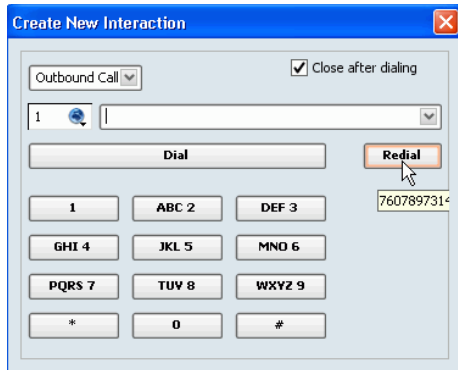 Create New Interaction
Outbound Call
Close after dialing
1
Dial
Redial
7607897314
1
ABC 2
DEF 3
GHI 4
JKL 5
MNO 6
PQRS 7
TUV 8
WXYZ 9
*
0
#